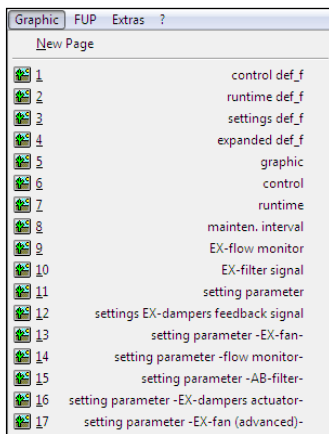 Graphic FUP Extras ?
New Page
1 control def_f
2 runtime def_f
3 settings def_f
4 expanded def_f
5 graphic
6 control
7 runtime
8 mainten. interval
9 EX-flow monitor
10 EX-filter signal
11 setting parameter
12 settings EX-dampers feedback signal
13 setting parameter -EX-fan-
14 setting parameter -flow monitor-
15 setting parameter -AB-filter-
16 setting parameter -EX-dampers actuator-
17 setting parameter -EX-fan (advanced)-